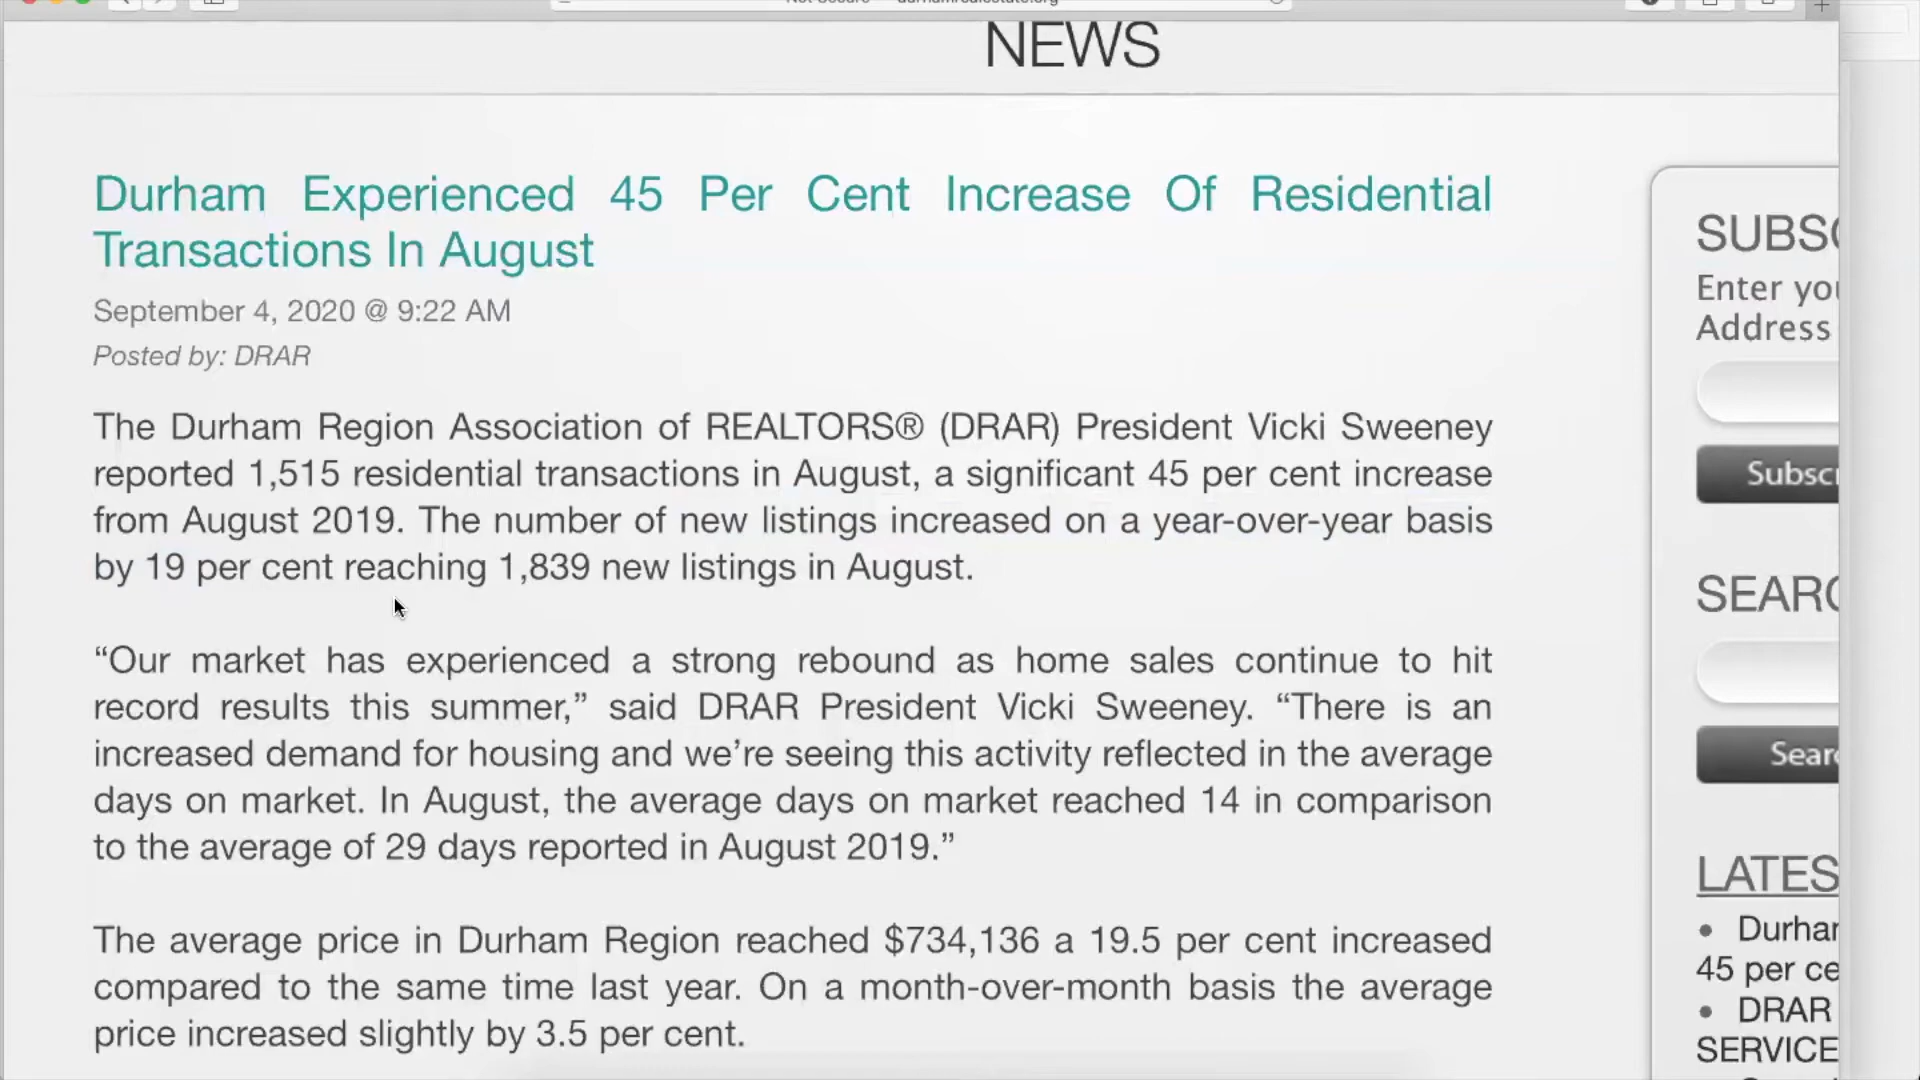 NEWS
Durham Experienced 45 Per Cent Increase Of Residential
Transactions In August
September 4, 2020 @ 9:22 AM
Posted by: DRAR
The Durham Region Association of REALTORS® (DRAR) President Vicki Sweeney
reported 1,515 residential transactions in August, a significant 45 per cent increase
from August 2019. The number of new listings increased on a year-over-year basis
by 19 per cent reaching 1,839 new listings in August.
“Our market has experienced a strong rebound as home sales continue to hit
record results this summer,” said DRAR President Vicki Sweeney. “There is an
increased demand for housing and we’re seeing this activity reflected in the average
days on market. In August, the average days on market reached 14 in comparison
to the average of 29 days reported in August 2019.”
The average price in Durham Region reached $734,136 a 19.5 per cent increased
compared to the same time last year. On a month-over-month basis the average
price increased slightly by 3.5 per cent.
Enter
Address
45 per
DRAR
SERVICE